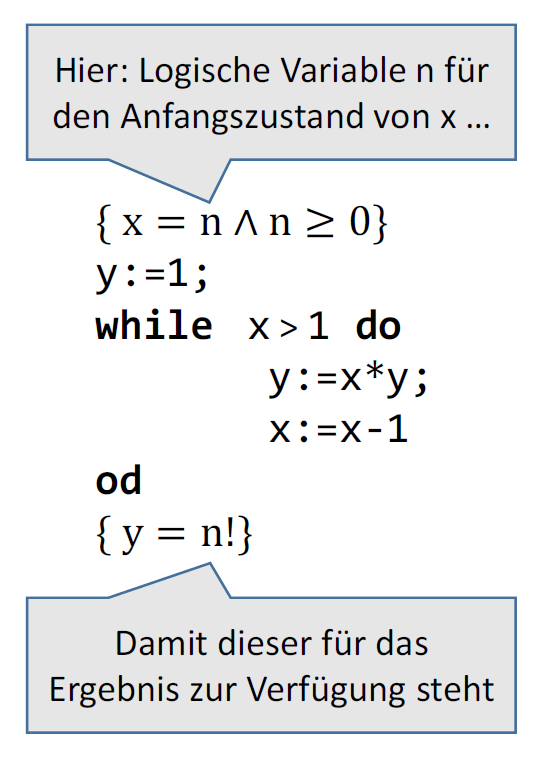 Hier: Logische Variable n für
den Anfangszustand von x ...
{ x = n ∧ n ≥ 0}
y:=1;
while x>1 do
y:=x*y;
x:=x-1
od
{ y = n!}
Damit dieser für das
Ergebnis zur Verfügung steht